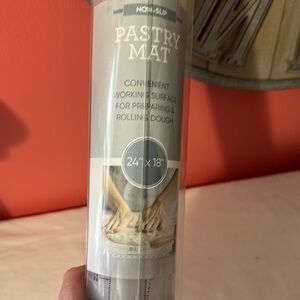 NON-SLIP
PASTRY
MAT
CONVENIENT
WORKING SURFACE
FOR PREPARING &
ROLLING DOUGH
24" x 18"